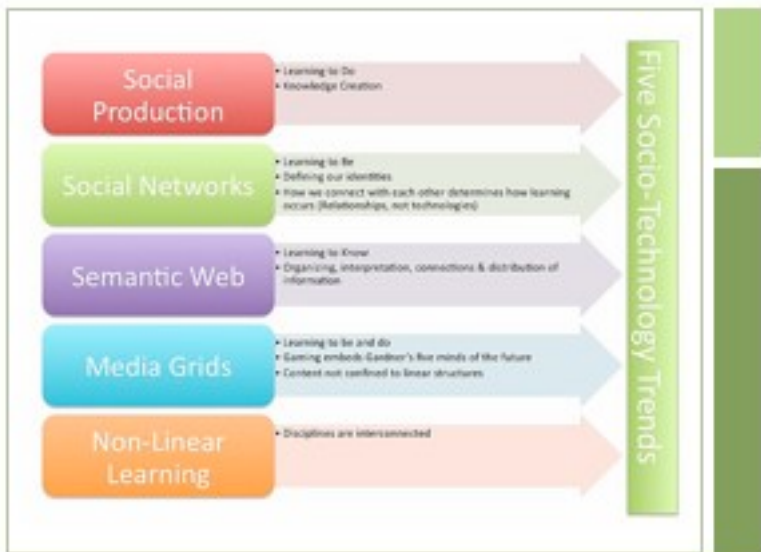 Social
Production
• Learning to Do
• Knowledge Creation
Social Networks
• Learning to Be
• Defining our identities
• How we connect with each other determines how learning
occurs (Relationships, not technologies)
Semantic Web
• Learning to Know
• Organizing, interpretation, connections & distribution of
information
Media Grids
• Learning to be and do
• Gaming embeds Gardner's five minds of the future
• Content not confined to linear structures
Non-Linear
Learning
• Disciplines are interconnected
Five Socio-Technology Trends